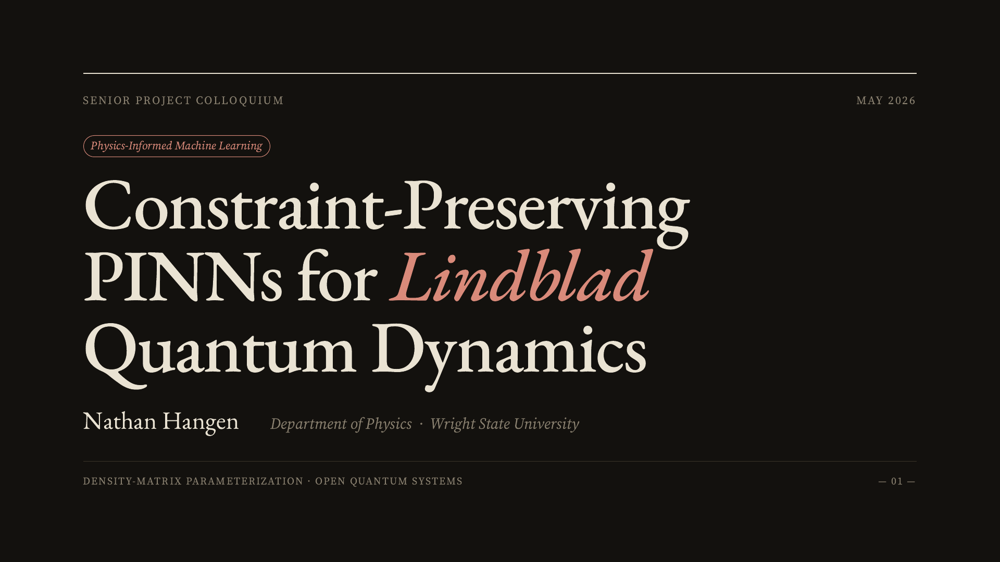 SENIOR PROJECT COLLOQUIUM
MAY 2026
Physics-Informed Machine Learning
Constraint-Preserving
PINNs for Lindblad
Quantum Dynamics
Nathan Hangen
Department of Physics · Wright State University
DENSITY-MATRIX PARAMETERIZATION · OPEN QUANTUM SYSTEMS
— 01 —